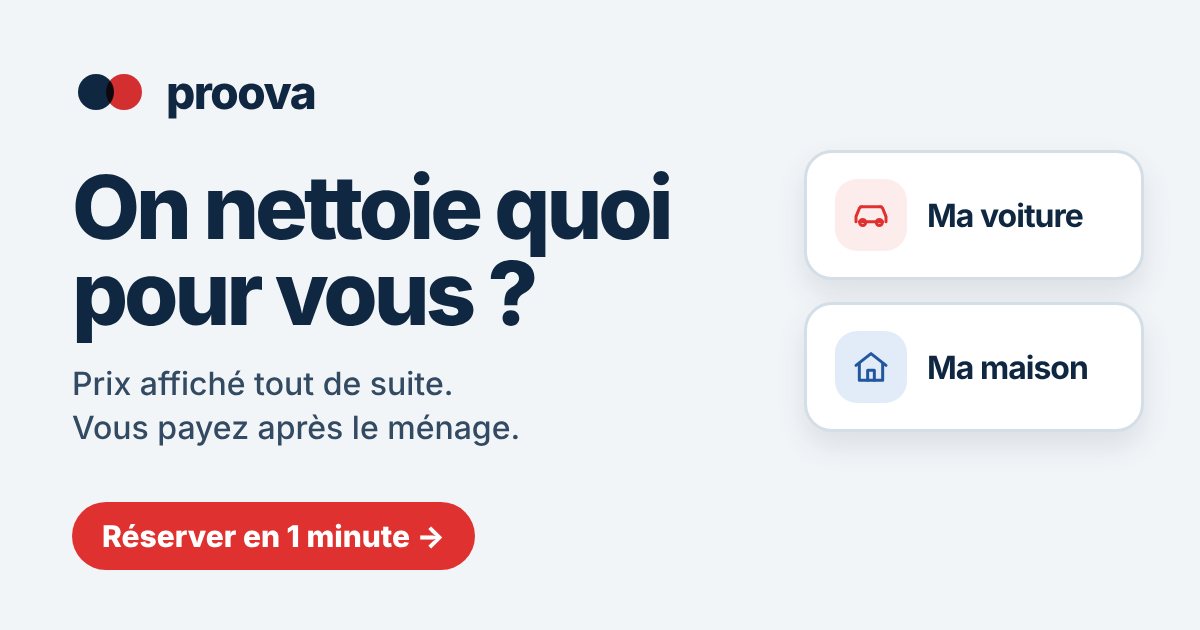 proova
On nettoie quoi
pour vous ?
Prix affiché tout de suite.
Vous payez après le ménage.
Réserver en 1 minute →
Ma voiture
Ma maison